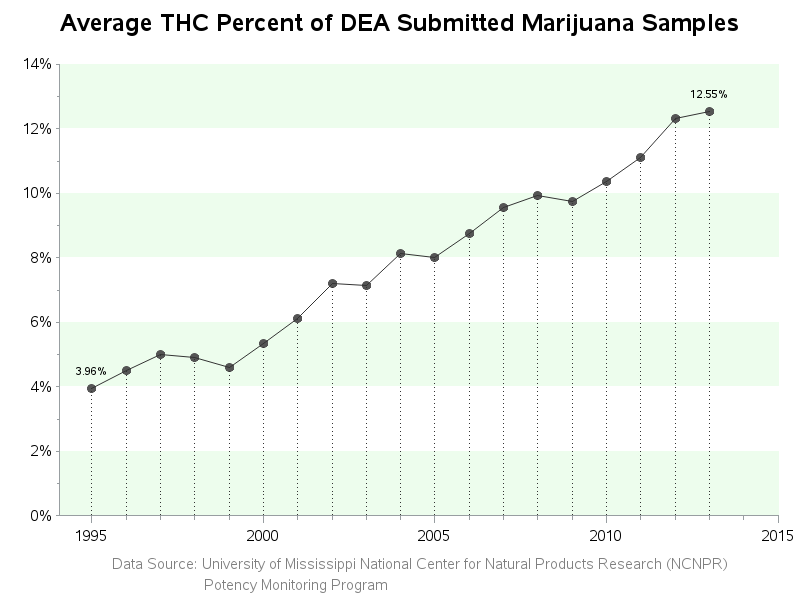 Average THC Percent of DEA Submitted Marijuana Samples
14%
12.55%
12%
10%
8%
6%
3.96%
4%
2%
0%
1995 2000 2005 2010 2015
Data Source: University of Mississippi National Center for Natural Products Research (NCNPR)
Potency Monitoring Program